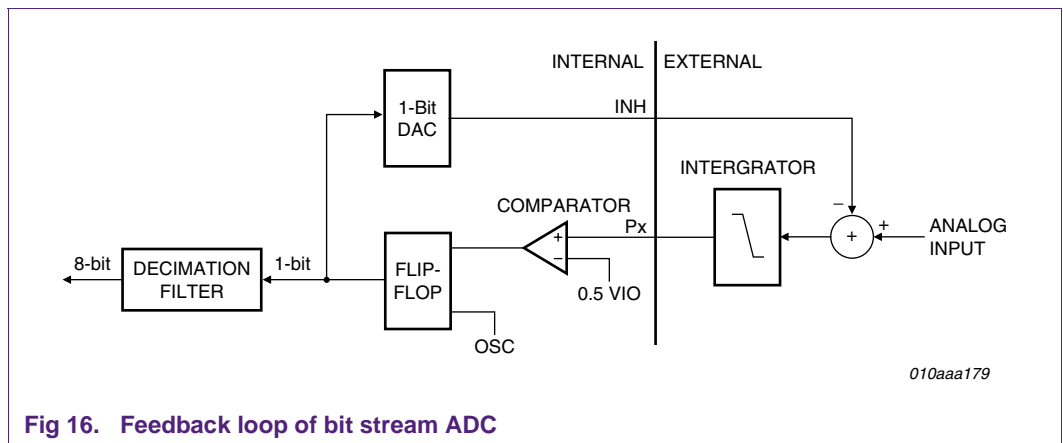 INTERNAL EXTERNAL
1-Bit
DAC
INH
INTERGRATOR
COMPARATOR
Px
−
+
+
ANALOG
INPUT
+
−
8-bit
DECIMATION
FILTER
1-bit
FLIP-
FLOP
0.5 VIO
OSC
010aaa179
Fig 16. Feedback loop of bit stream ADC